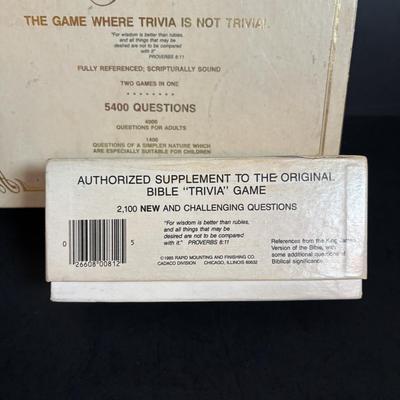 THE GAME WHERE TRIVIA IS NOT TRIVIAL
"For wisdom is better than rubies,
and all things that may be
desired are not to be compared
with it" PROVERBS 8:11
FULLY REFERENCED; SCRIPTURALLY SOUND
TWO GAMES IN ONE
5400 QUESTIONS
4000
QUESTIONS FOR ADULTS
1400
QUESTIONS OF A SIMPLER NATURE WHICH
ARE ESPECIALLY SUITABLE FOR CHILDREN
AUTHORIZED SUPPLEMENT TO THE ORIGINAL
BIBLE "TRIVIA" GAME
2,100 NEW AND CHALLENGING QUESTIONS
"For wisdom is better than rubies,
and all things that may be
desired are not to be compared
with it." PROVERBS 8:11
0 26608 00812 5
©1985 RAPID MOUNTING AND FINISHING CO.
CADACO DIVISION CHICAGO, ILLINOIS 60632
References from the King James
Version of the Bible, with
some additional questions of
Biblical significance.